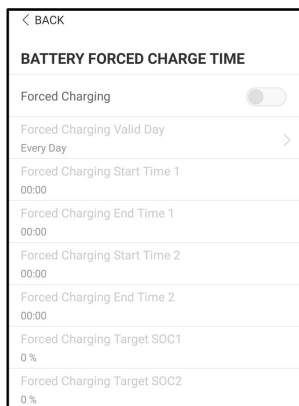 < BACK
BATTERY FORCED CHARGE TIME
Forced Charging
Forced Charging Valid Day
Every Day
Forced Charging Start Time 1
00:00
Forced Charging End Time 1
00:00
Forced Charging Start Time 2
00:00
Forced Charging End Time 2
00:00
Forced Charging Target SOC1
0 %
Forced Charging Target SOC2
0 %